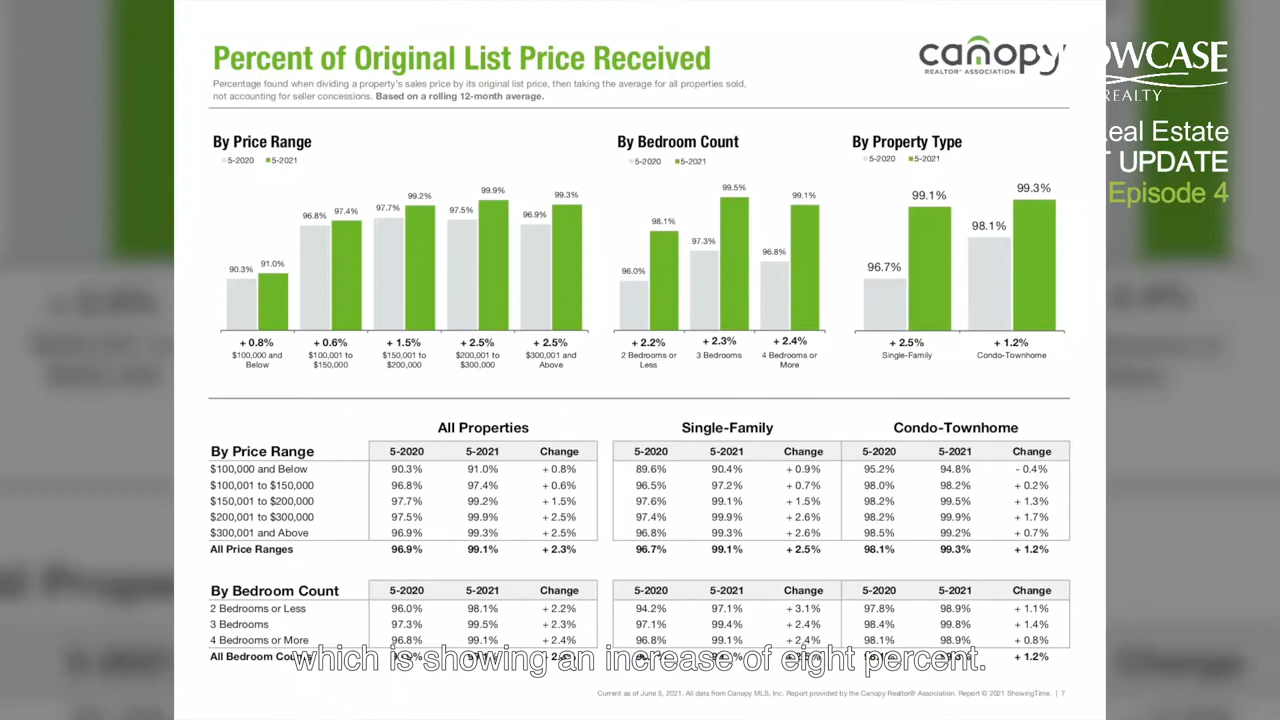 Percent of Original List Price Received
Percentage found when dividing a property's sales price by its original list price, then taking the average for all properties sold,
not accounting for seller concessions. Based on a rolling 12-month average.
canopy
REALTOR® ASSOCIATION
OWCASE
REALTY
eal Estate
T UPDATE
Episode 4
By Price Range
5-2020 5-2021
90.3% 91.0% 96.8% 97.4% 97.7% 99.2% 97.5% 99.9% 96.9% 99.3%
+ 0.8% + 0.6% + 1.5% + 2.5% + 2.5%
$100,000 and $100,001 to $150,001 to $200,001 to $300,001 and
Below $150,000 $200,000 $300,000 Above
By Bedroom Count
5-2020 5-2021
96.0% 98.1% 97.3% 99.5% 96.8% 99.1%
+ 2.2% + 2.3% + 2.4%
2 Bedrooms or 3 Bedrooms 4 Bedrooms or
Less More
By Property Type
5-2020 5-2021
96.7% 99.1% 98.1% 99.3%
+ 2.5% + 1.2%
Single-Family Condo-Townhome
All Properties Single-Family Condo-Townhome
By Price Range 5-2020 5-2021 Change 5-2020 5-2021 Change 5-2020 5-2021 Change
$100,000 and Below 90.3% 91.0% + 0.8% 89.6% 90.4% + 0.9% 95.2% 94.8% - 0.4%
$100,001 to $150,000 96.8% 97.4% + 0.6% 96.5% 97.2% + 0.7% 98.0% 98.2% + 0.2%
$150,001 to $200,000 97.7% 99.2% + 1.5% 97.6% 99.1% + 1.5% 98.2% 99.5% + 1.3%
$200,001 to $300,000 97.5% 99.9% + 2.5% 97.4% 99.9% + 2.6% 98.2% 99.9% + 1.7%
$300,001 and Above 96.9% 99.3% + 2.5% 96.8% 99.3% + 2.6% 98.5% 99.2% + 0.7%
All Price Ranges 96.9% 99.1% + 2.3% 96.7% 99.1% + 2.5% 98.1% 99.3% + 1.2%
By Bedroom Count 5-2020 5-2021 Change 5-2020 5-2021 Change 5-2020 5-2021 Change
2 Bedrooms or Less 96.0% 98.1% + 2.2% 94.2% 97.1% + 3.1% 97.8% 98.9% + 1.1%
3 Bedrooms 97.3% 99.5% + 2.3% 97.1% 99.4% + 2.4% 98.4% 99.8% + 1.4%
4 Bedrooms or More 96.8% 99.1% + 2.4% 96.8% 99.1% + 2.4% 98.1% 98.9% + 0.8%
All Bedroom + 1.2%
which is showing an increase of eight percent.
Current as of June 5, 2021. All data from Canopy MLS, Inc. Report provided by the Canopy Realtor® Association. Report © 2021 ShowingTime. | 7